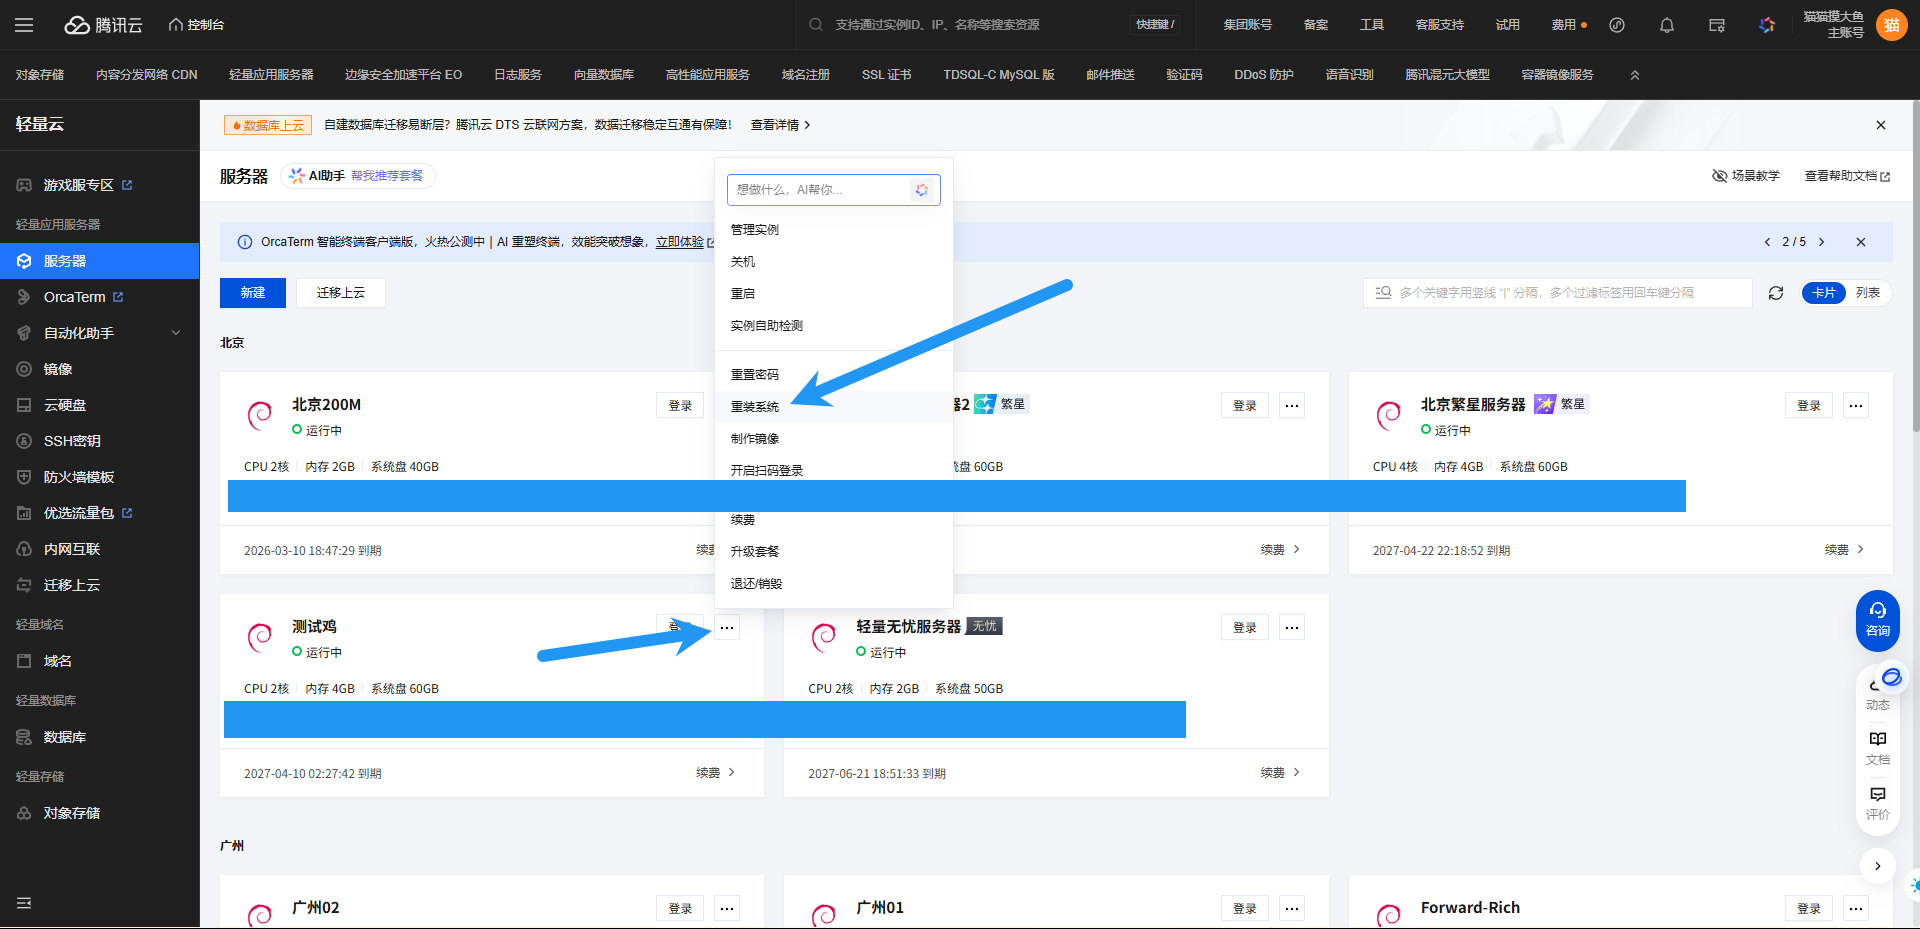 腾讯云 控制台 支持通过实例ID、IP、名称等搜索资源 快捷键 / 集团账号 备案 工具 客服支持 试用 费用 猫猫摸大鱼 主账号 猫
对象存储 内容分发网络 CDN 轻量应用服务器 边缘安全加速平台 EO 日志服务 向量数据库 高性能应用服务 域名注册 SSL 证书 TDSQL-C MySQL 版 邮件推送 验证码 DDoS 防护 语音识别 腾讯混元大模型 容器镜像服务
轻量云
游戏服专区
轻量应用服务器
服务器
OrcaTerm
自动化助手
镜像
云硬盘
SSH密钥
防火墙模板
优选流量包
内网互联
迁移上云
轻量域名
域名
轻量数据库
数据库
轻量存储
对象存储
数据库上云 自建数据库迁移易断层？腾讯云 DTS 云联网方案，数据迁移稳定互通有保障！ 查看详情
服务器 AI助手 帮我推荐套餐 场景教学 查看帮助文档
OrcaTerm 智能终端客户端版，火热公测中 | AI 重塑终端，效能突破想象，立即体验 2 / 5
新建 迁移上云 多个关键字用竖线 "|" 分隔，多个过滤标签用回车键分隔 卡片 列表
想做什么，AI帮你...
管理实例
关机
重启
实例自助检测
重置密码
重装系统
制作镜像
开启扫码登录
续费
升级套餐
退还/销毁
北京
北京200M 登录
运行中
CPU 2核 内存 2GB 系统盘 40GB
2026-03-10 18:47:29 到期 续费
器2 繁星 登录
盘 60GB
续费
北京繁星服务器 繁星 登录
运行中
CPU 4核 内存 4GB 系统盘 60GB
2027-04-22 22:18:52 到期 续费
测试鸡 登录
运行中
CPU 2核 内存 4GB 系统盘 60GB
2027-04-10 02:27:42 到期 续费
轻量无忧服务器 无忧 登录
运行中
CPU 2核 内存 2GB 系统盘 50GB
2027-06-21 18:51:33 到期 续费
广州
广州02 登录
广州01 登录
Forward-Rich 登录
咨询
动态
文档
评价